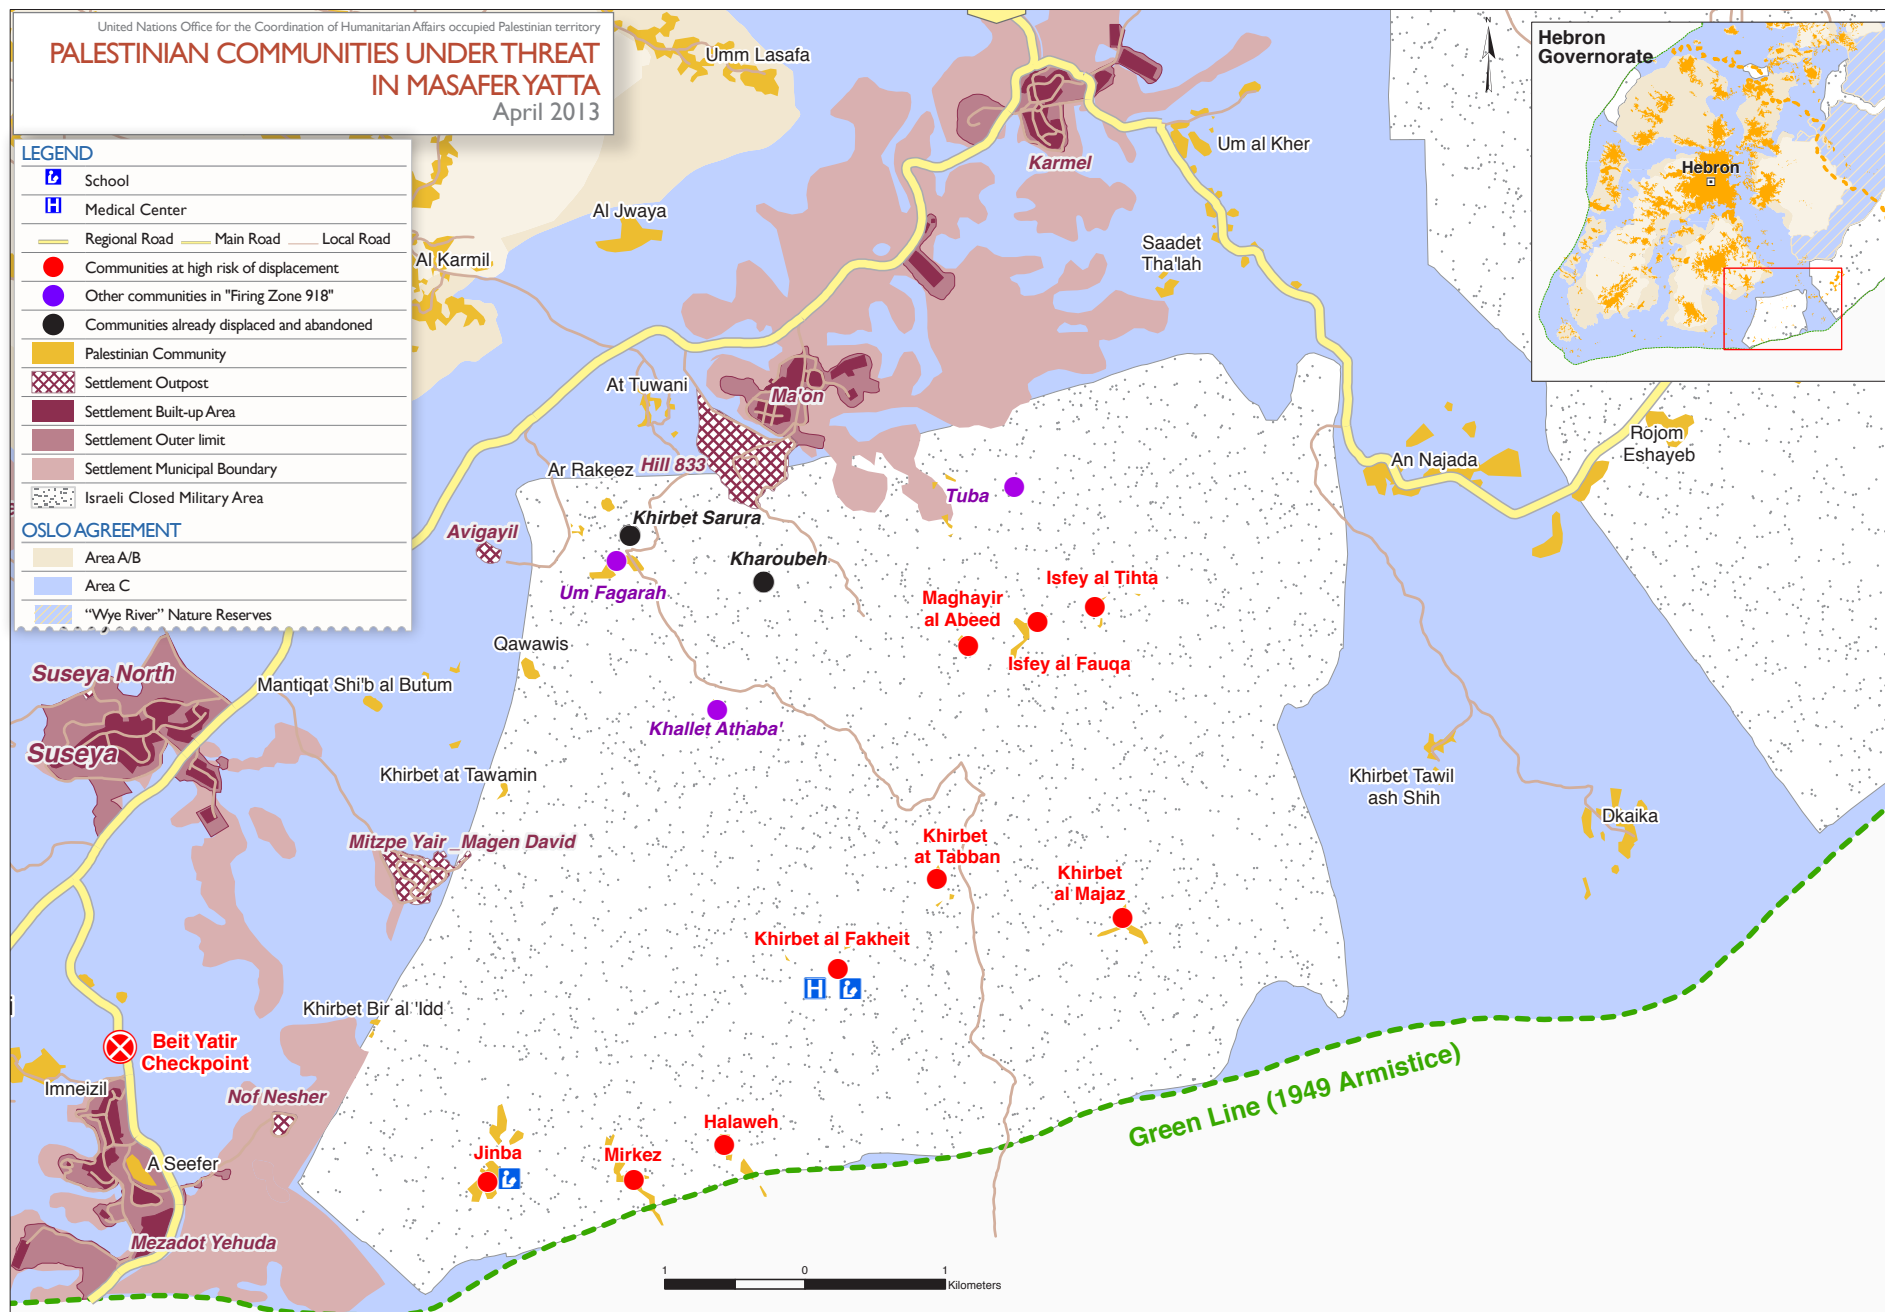 United Nations Office for the Coordination of Humanitarian Affairs occupied Palestinian territory
PALESTINIAN COMMUNITIES UNDER THREAT
IN MASAFER YATTA
April 2013
LEGEND
School
Medical Center
Regional Road
Main Road
Local Road
Communities at high risk of displacement
Other communities in "Firing Zone 918"
Communities already displaced and abandoned
Palestinian Community
Settlement Outpost
Settlement Built-up Area
Settlement Outer limit
Settlement Municipal Boundary
Israeli Closed Military Area
OSLO AGREEMENT
Area A/B
Area C
“Wye River” Nature Reserves
N
Hebron
Governorate
Hebron
Umm Lasafa
Karmel
Um al Kher
Al Jwaya
Al Karmil
Saadet
Tha'lah
At Tuwani
Ma'on
Rojom
Eshayeb
An Najada
Ar Rakeez
Hill 833
Tuba
Khirbet Sarura
Avigayil
Kharoubeh
Um Fagarah
Isfey al Tihta
Maghayir
al Abeed
Isfey al Fauqa
Qawawis
Suseya North
Mantiqat Shi'b al Butum
Khallet Athaba'
Suseya
Khirbet at Tawamin
Khirbet Tawil
ash Shih
Dkaika
Mitzpe Yair _Magen David
Khirbet
at Tabban
Khirbet
al Majaz
Khirbet al Fakheit
H
Khirbet Bir al 'Idd
Beit Yatir
Checkpoint
Imneizil
Nof Nesher
Green Line (1949 Armistice)
Halaweh
Jinba
Mirkez
A Seefer
Mezadot Yehuda
1
0
1
Kilometers